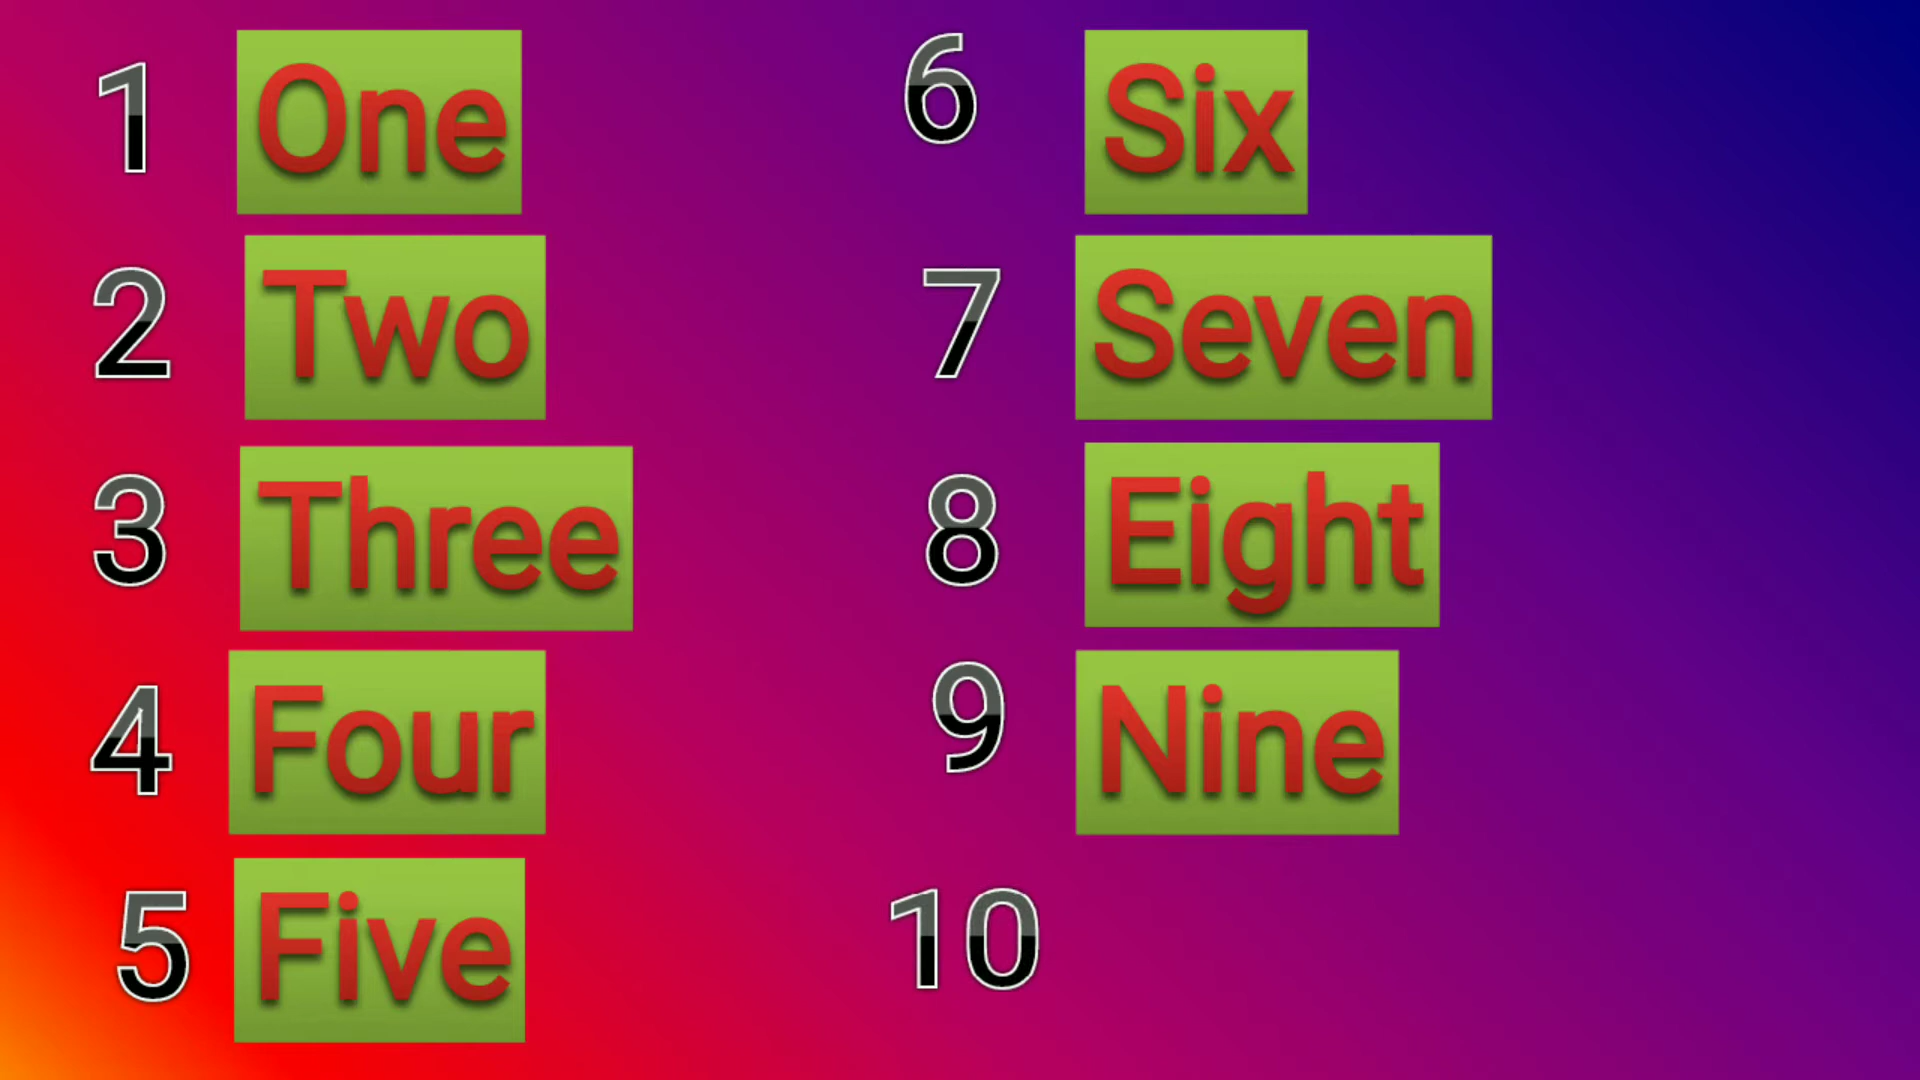 1 One
2 Two
3 Three
4 Four
5 Five
6 Six
7 Seven
8 Eight
9 Nine
10